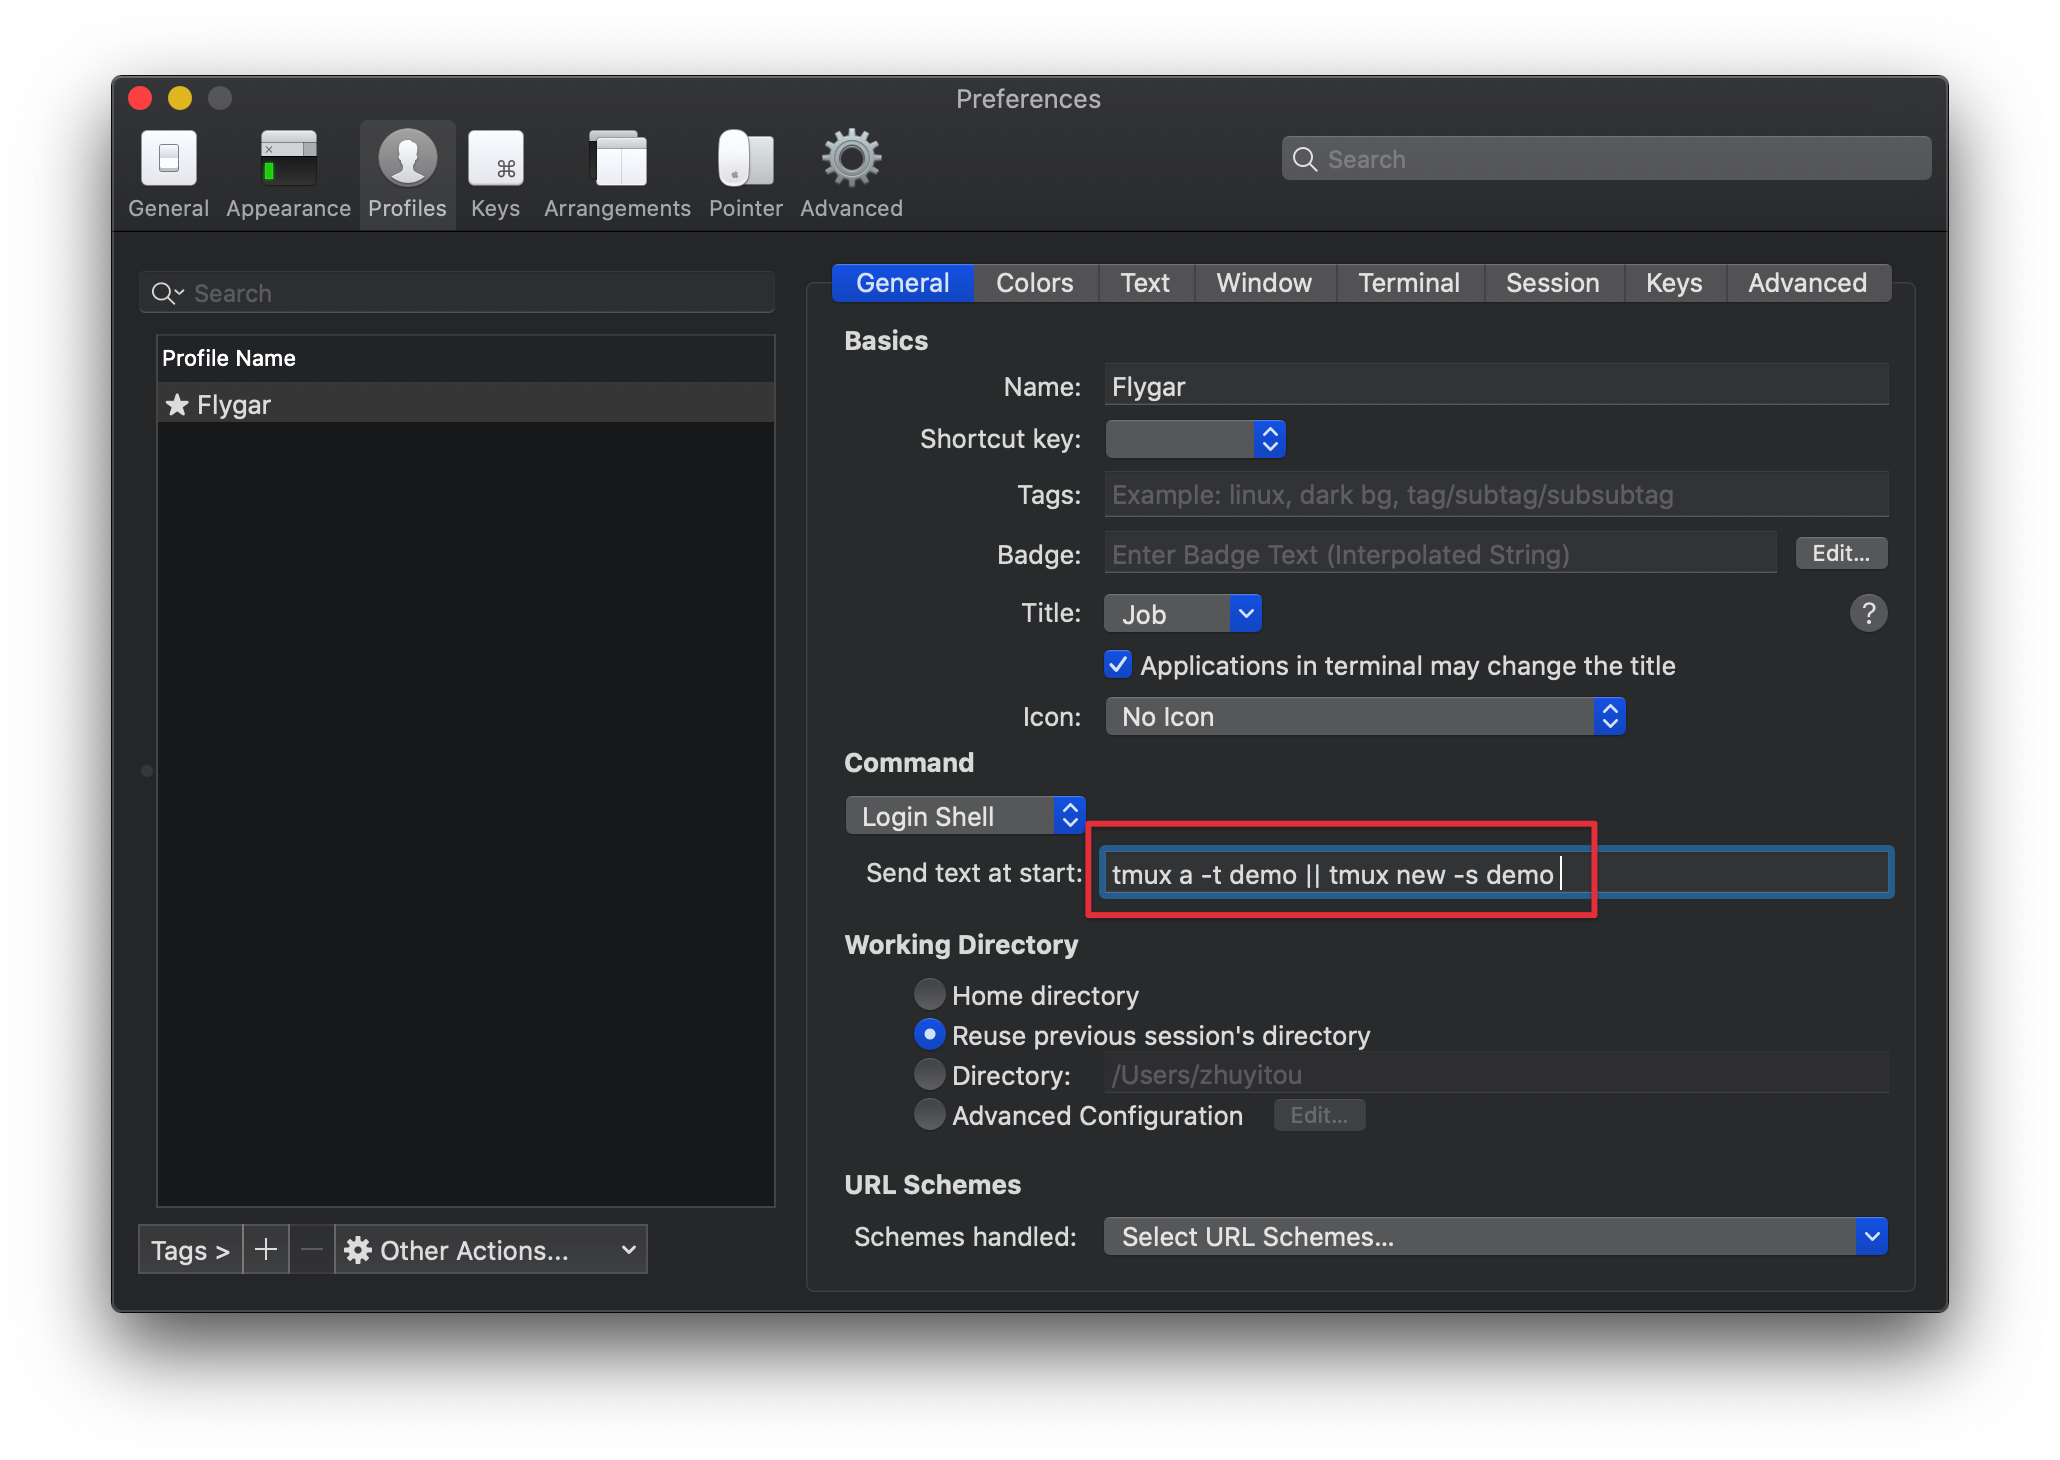 Preferences
General Appearance Profiles Keys Arrangements Pointer Advanced
Search
Search
Profile Name
Flygar
General Colors Text Window Terminal Session Keys Advanced
Basics
Name: Flygar
Shortcut key:
Tags: Example: linux, dark bg, tag/subtag/subsubtag
Badge: Enter Badge Text (Interpolated String) Edit...
Title: Job ?
Applications in terminal may change the title
Icon: No Icon
Command
Login Shell
Send text at start: tmux a -t demo || tmux new -s demo
Working Directory
Home directory
Reuse previous session's directory
Directory: /Users/zhuyitou
Advanced Configuration Edit...
URL Schemes
Schemes handled: Select URL Schemes...
Tags > + − Other Actions...